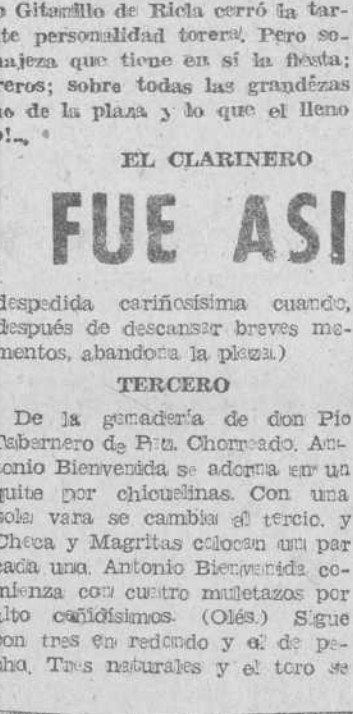 o Gitanillo de Ricla cerró la tar-
te personalidad torera. Pero so-
najeza que tiene en sí la fiesta;
reros; sobre todas las grandêzas
no de la plaza y lo que el lleno
o!...
EL CLARINERO
FUE ASI
despedida cariñosísima cuando,
después de descansar breves mo-
mentos, abandona la plaza.)
TERCERO
De la ganadería de don Pío
Tabernero de Paz. Chorreado. An-
tonio Bienvenida se adorna en un
quite por chicuelinas. Con una
sola vara se cambia el tercio, y
Checa y Magritas colocan un par
cada uno. Antonio Bienvenida co-
mienza con cuatro muletazos por
alto ceñidísimos. (Olés.) Sigue
con tres en redondo y el de pe-
cho. Tres naturales y el toro se